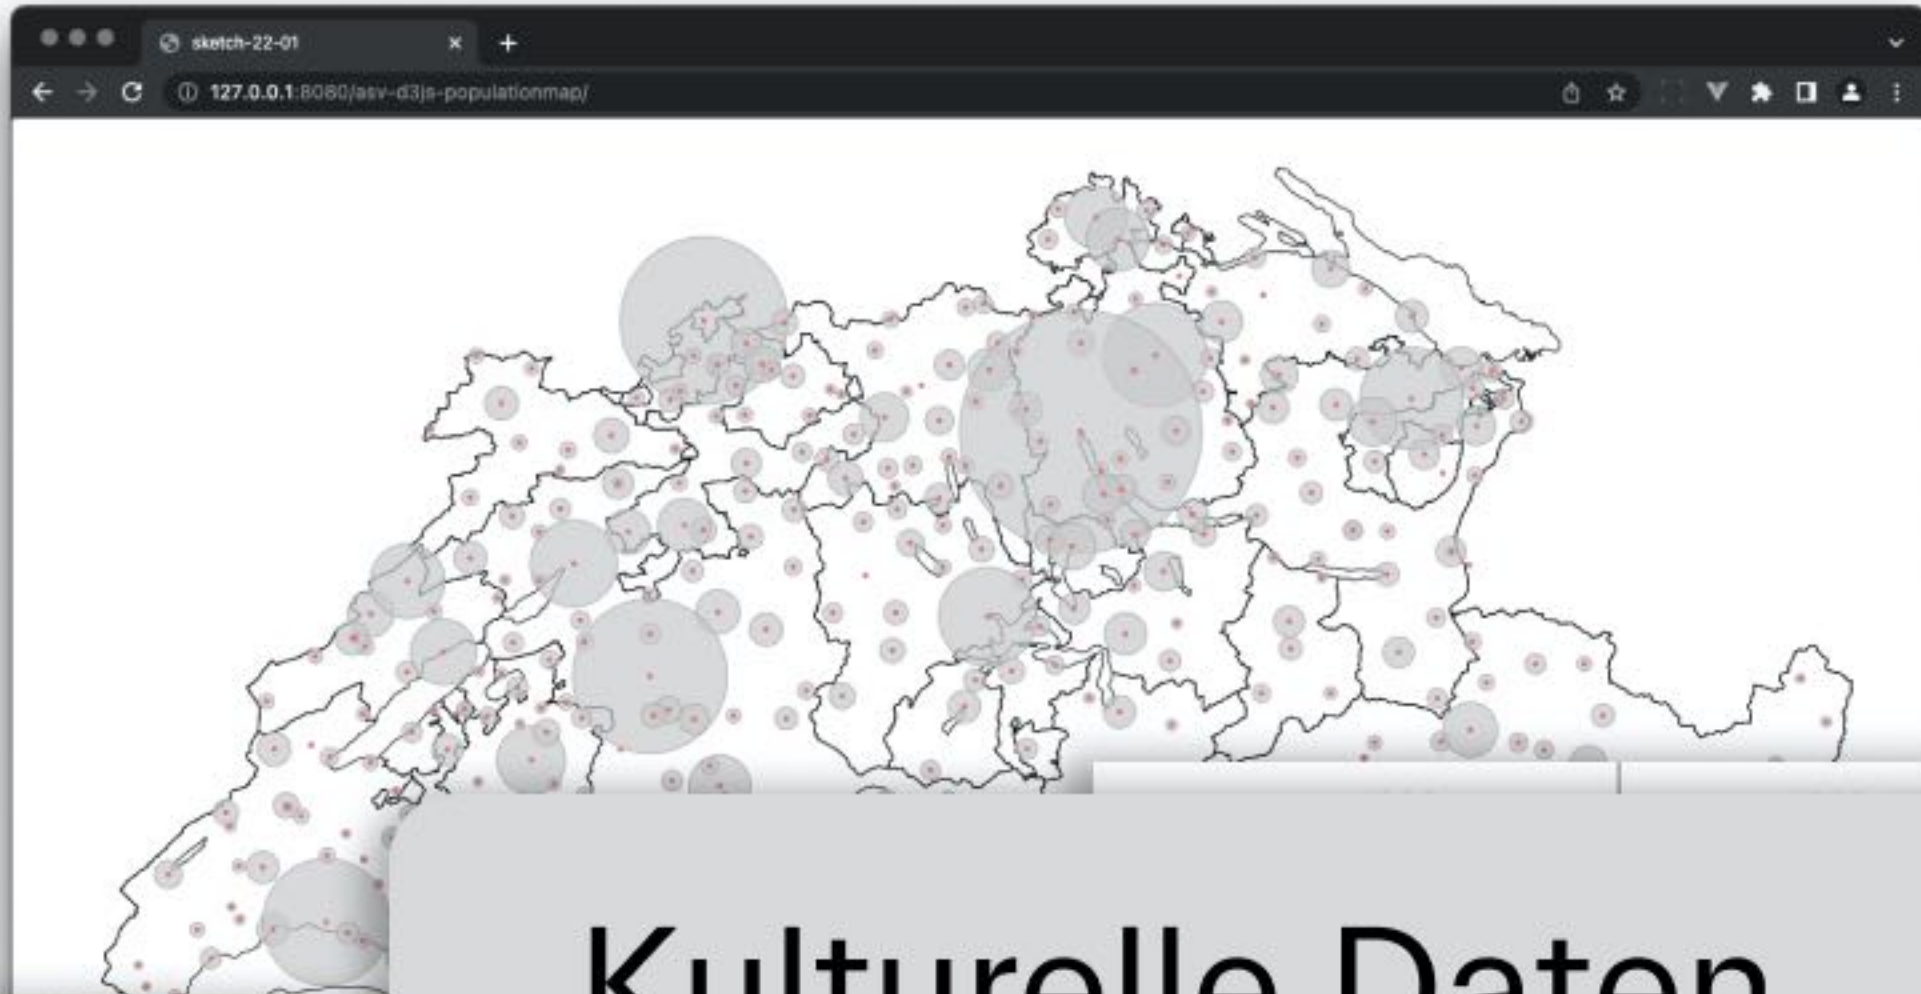 sketch-22-01
127.0.0.1:8080/asv-d3js-populationmap/
Kulturelle Daten